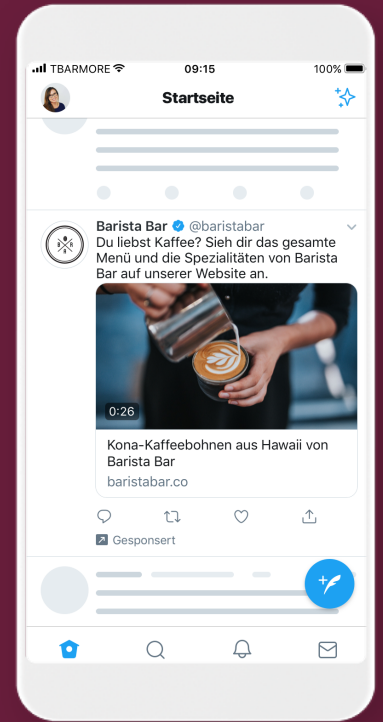 TBARMORE
09:15
100%
Startseite
Barista Bar @baristabar
Du liebst Kaffee? Sieh dir das gesamte
Menü und die Spezialitäten von Barista
Bar auf unserer Website an.
0:26
Kona-Kaffeebohnen aus Hawaii von
Barista Bar
baristabar.co
Gesponsert